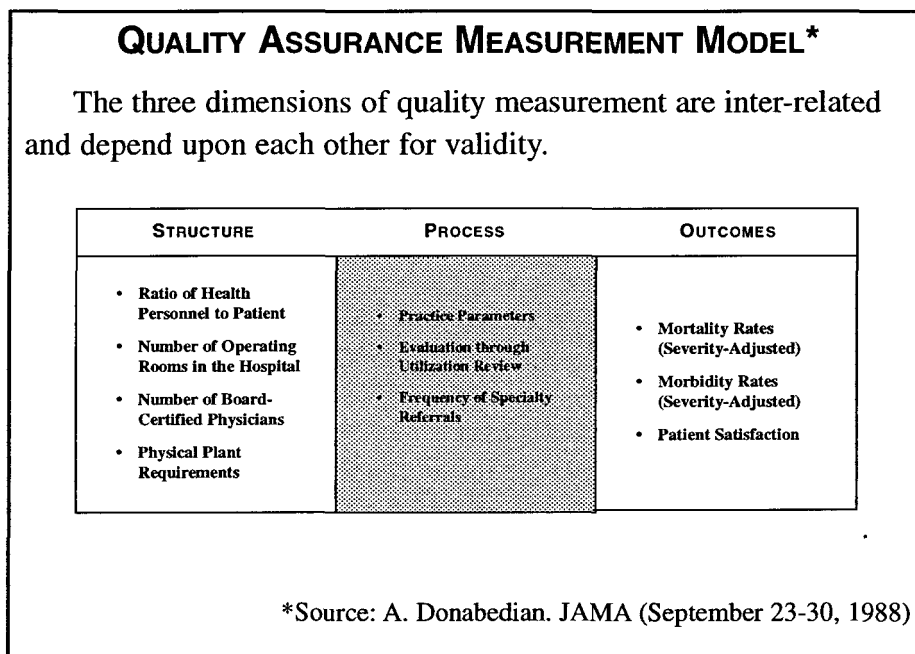 QUALITY ASSURANCE MEASUREMENT MODEL*
The three dimensions of quality measurement are inter-related
and depend upon each other for validity.
STRUCTURE
• Ratio of Health
Personnel to Patient
• Number of Operating
Rooms in the Hospital
• Number of Board-
Certified Physicians
• Physical Plant
Requirements
PROCESS
• Practice Parameters
• Evaluation through
Utilization Review
• Frequency of Specialty
Referrals
OUTCOMES
• Mortality Rates
(Severity-Adjusted)
• Morbidity Rates
(Severity-Adjusted)
• Patient Satisfaction
*Source: A. Donabedian. JAMA (September 23-30, 1988)